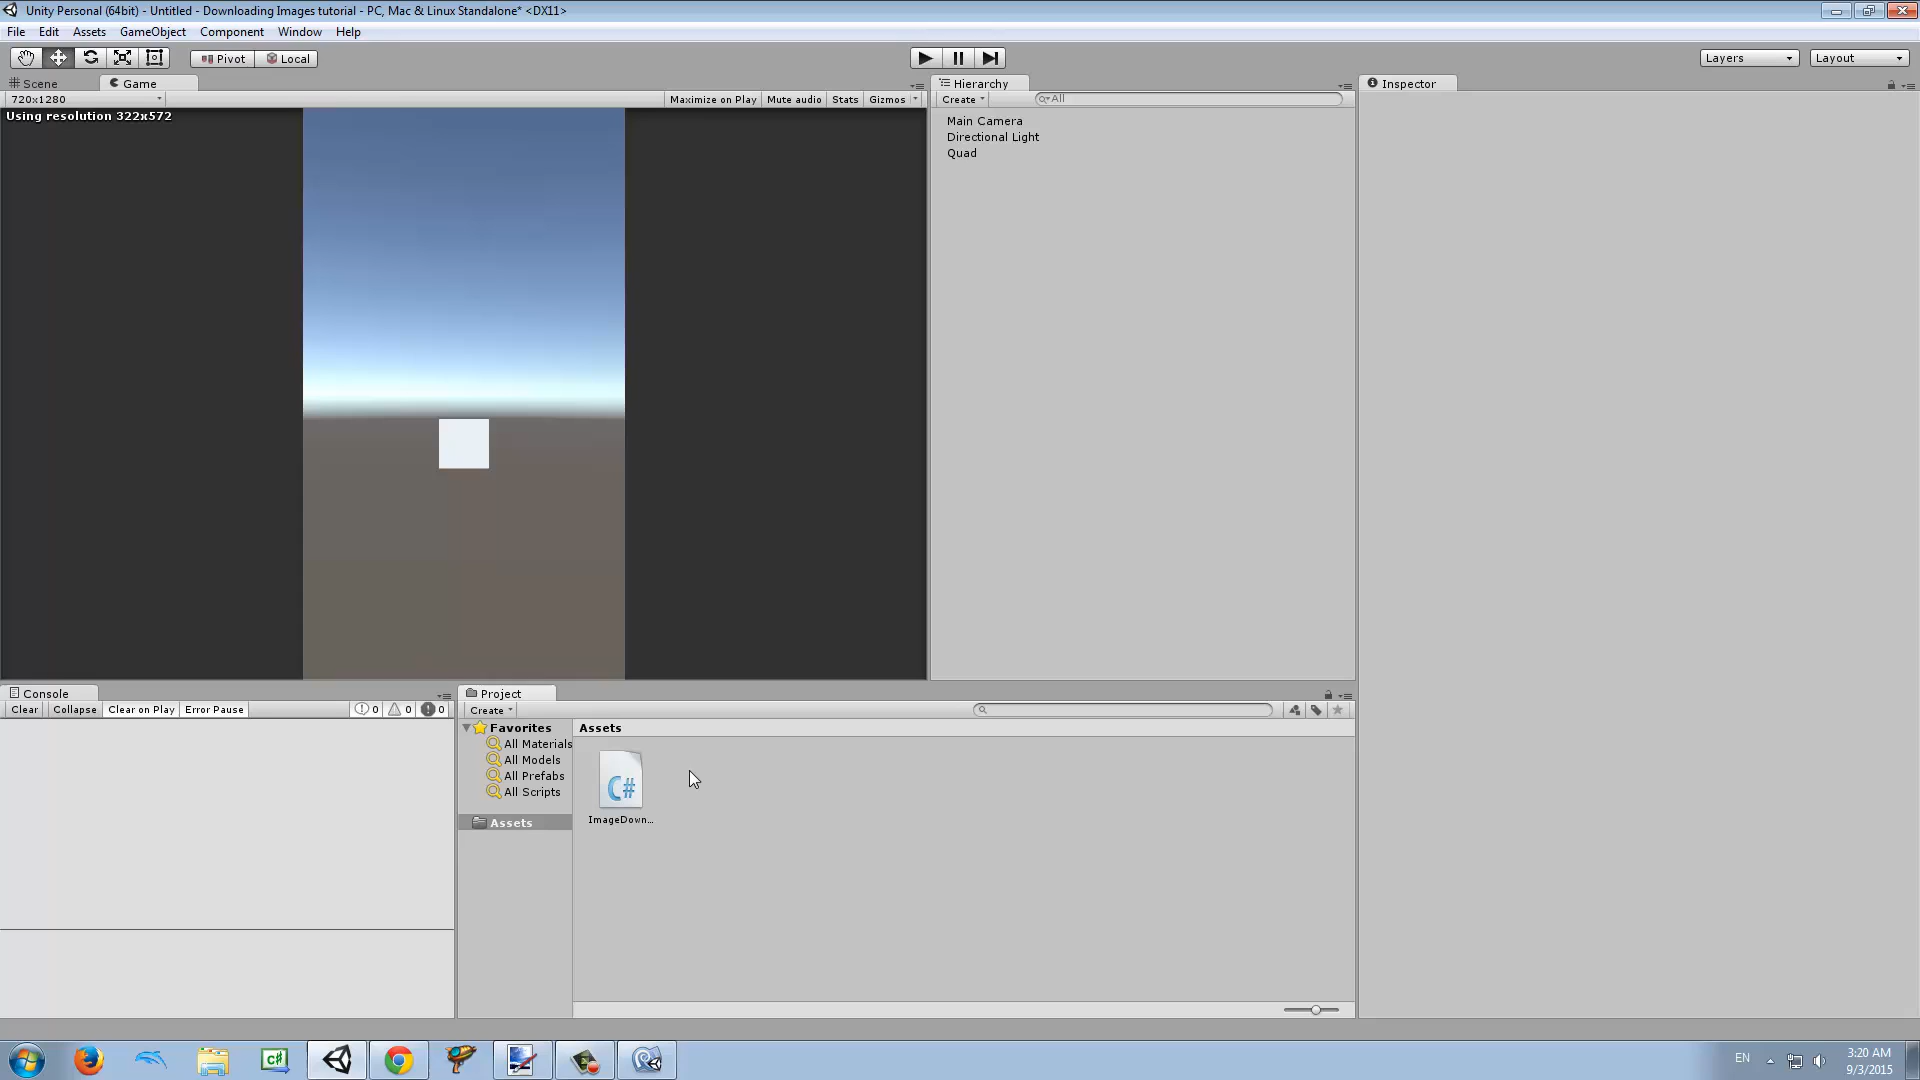 Unity Personal (64bit) - Untitled - Downloading Images tutorial - PC, Mac & Linux Standalone* <DX11>
File Edit Assets GameObject Component Window Help
Pivot Local Layers Layout
Scene Game
720x1280 Maximize on Play Mute audio Stats Gizmos
Using resolution 322x572
Hierarchy
Create All
Main Camera
Directional Light
Quad
Inspector
Console
Clear Collapse Clear on Play Error Pause 0 0 0
Project
Create
Favorites
All Materials
All Models
All Prefabs
All Scripts
Assets
Assets
C#
ImageDown...
C#
EN
3:20 AM
9/3/2015